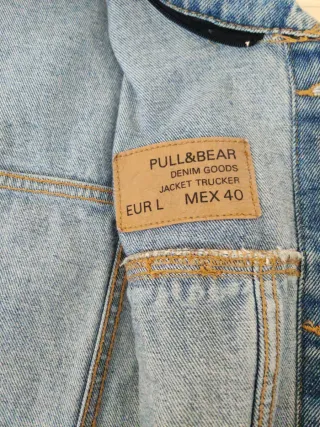 PULL&BEAR
DENIM GOODS
JACKET TRUCKER
EUR L MEX 40